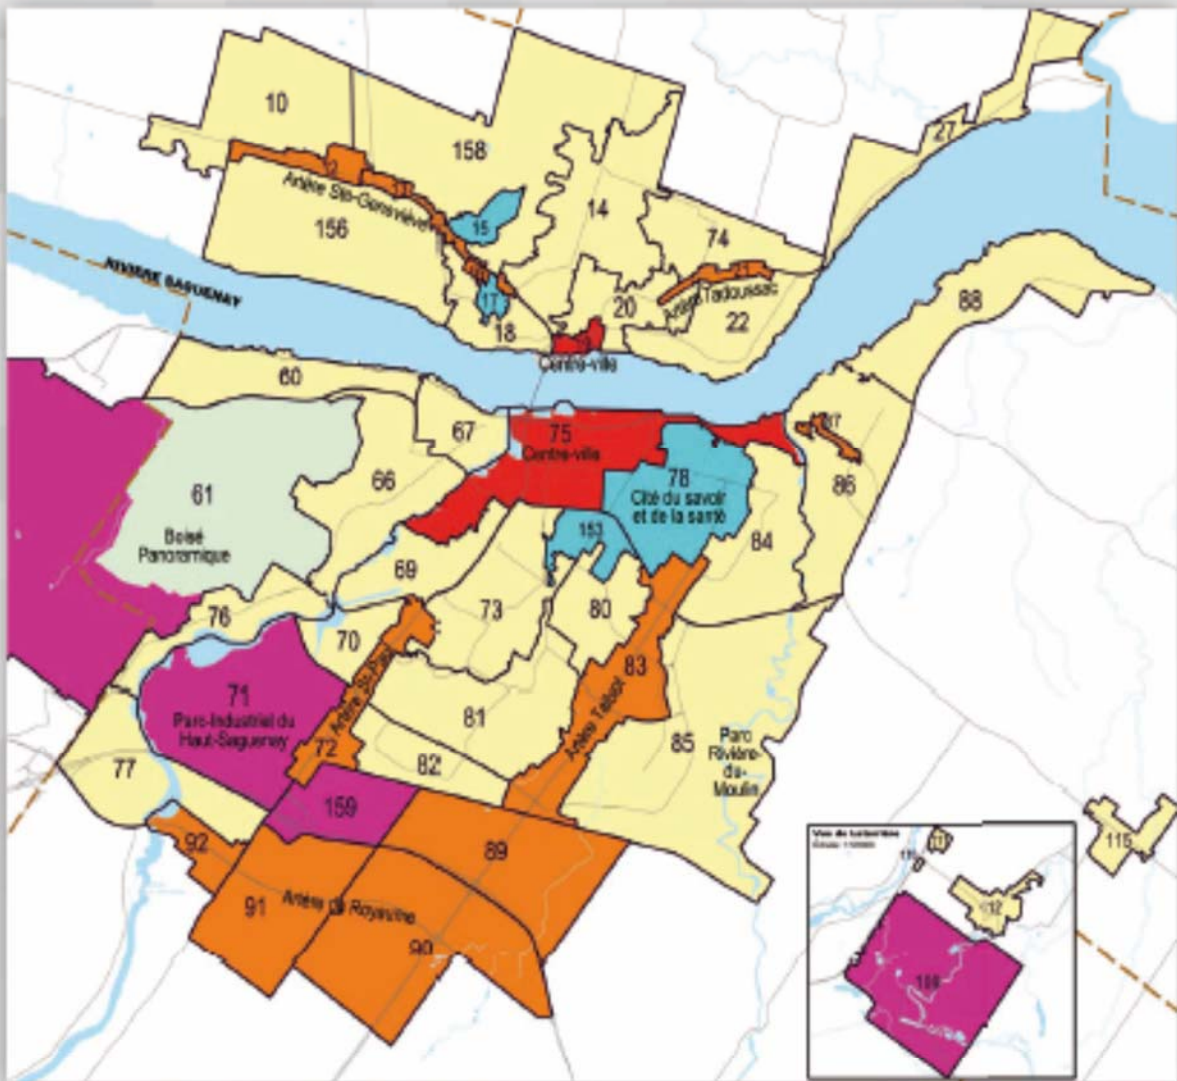 10
158
27
2
Artère Ste-Geneviève
14
15
156
74
RIVIÈRE SAGUENAY
17
20
Artère Tadoussac
88
18
22
Centre-ville
60
67
75
Centre-ville
87
66
78
Cité du savoir
et de la santé
86
61
Boisé
Panoramique
153
84
69
76
73
80
70
83
Artère St-Paul
71
Parc-Industriel du
Haut-Saguenay
81
Artère Talbot
72
85
Parc
Rivière-
du-
Moulin
77
82
159
115
92
89
91
Artère du Royaume
90
112